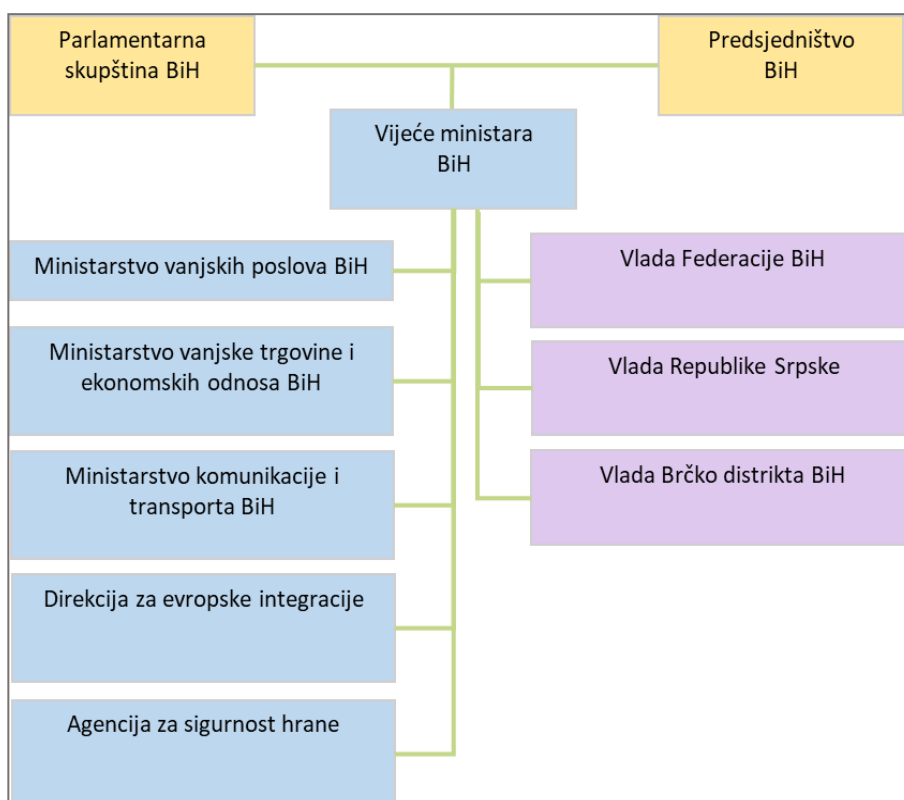 Parlamentarna
skupština BiH
Predsjedništvo
BiH
Vijeće ministara
BiH
Ministarstvo vanjskih poslova BiH
Ministarstvo vanjske trgovine i
ekonomskih odnosa BiH
Ministarstvo komunikacije i
transporta BiH
Direkcija za evropske integracije
Agencija za sigurnost hrane
Vlada Federacije BiH
Vlada Republike Srpske
Vlada Brčko distrikta BiH